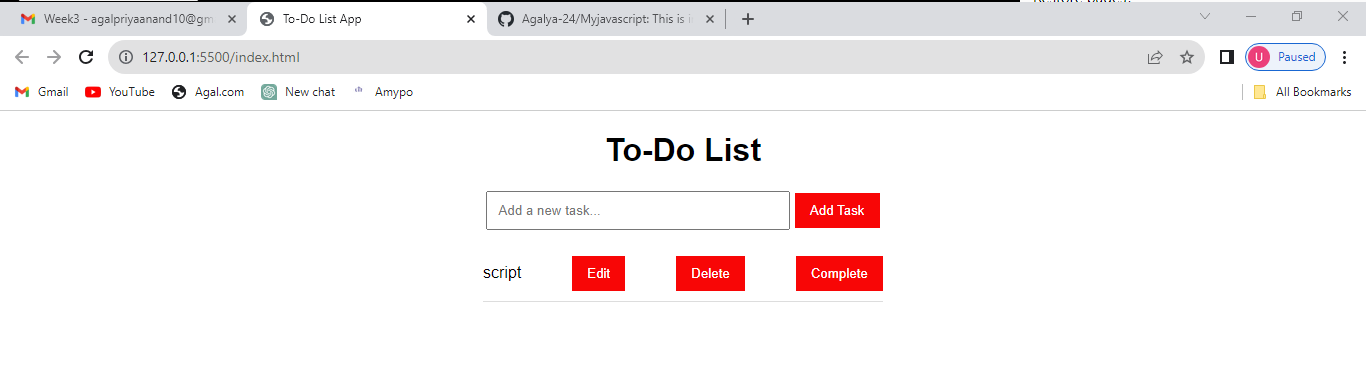 Week3 - agalpriyaanand10@gm
To-Do List App
Agalya-24/Myjavascript: This is i
127.0.0.1:5500/index.html
U Paused
Gmail
YouTube
Agal.com
New chat
Amypo
All Bookmarks
To-Do List
Add a new task...
Add Task
script
Edit
Delete
Complete